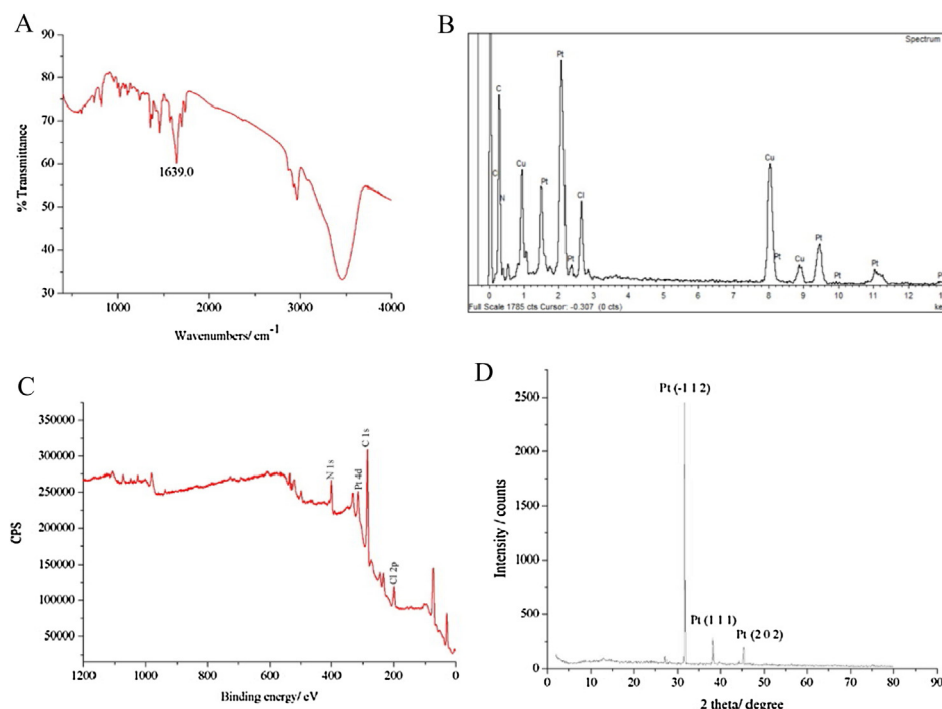 A
% Transmittance
90
80
70
60
50
40
30
1639.0
1000
2000
3000
4000
Wavenumbers/ cm-1
B
Spectrum
Pt
C
Cu
Cu
Pt
Cl
C
N
Pt
Pt
Pt
Cu
Pt
Pt
0
1
2
3
4
5
6
7
8
9
10
11
12
Full Scale 1785 cts Cursor: -0.307 (0 cts)
C
CPS
350000
300000
250000
200000
150000
100000
50000
N 1s
Pt 4d
C 1s
Cl 2p
1200
1000
800
600
400
200
0
Binding energy/ eV
D
Intensity / counts
2500
2000
1500
1000
500
0
Pt (-1 1 2)
Pt (1 1 1)
Pt (2 0 2)
0
10
20
30
40
50
60
70
80
90
2 theta/ degree